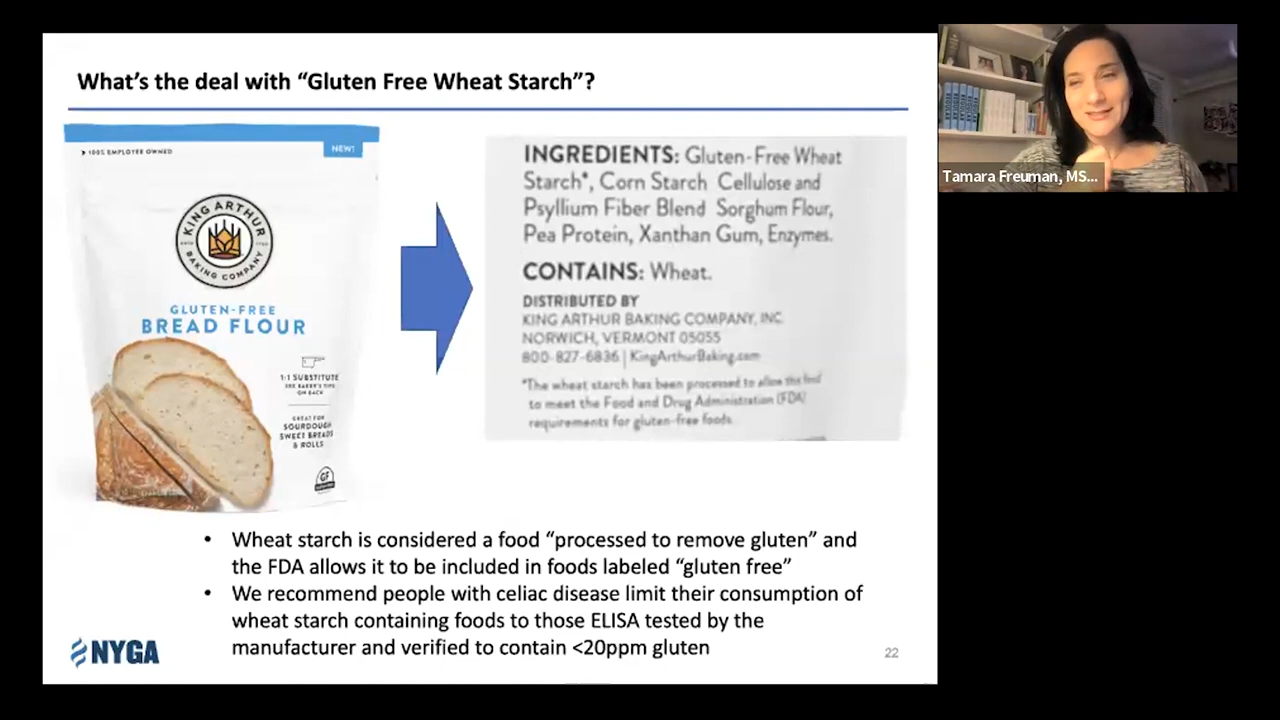 What's the deal with “Gluten Free Wheat Starch”?
100% EMPLOYEE OWNED
NEW!
KING ARTHUR
BAKING COMPANY
GLUTEN-FREE
BREAD FLOUR
1:1 SUBSTITUTE
SEE BAKER'S TIPS
ON BACK
GREAT FOR
SOURDOUGH
SWEET BREADS
& ROLLS
GF
INGREDIENTS: Gluten-Free Wheat
Starch*, Corn Starch Cellulose and
Psyllium Fiber Blend Sorghum Flour,
Pea Protein, Xanthan Gum, Enzymes.
CONTAINS: Wheat.
DISTRIBUTED BY
KING ARTHUR BAKING COMPANY, INC.
NORWICH, VERMONT 05055
800-827-6836 | KingArthurBaking.com
*The wheat starch has been processed to allow this food
to meet the Food and Drug Administration (FDA)
requirements for gluten-free foods.
• Wheat starch is considered a food “processed to remove gluten” and
the FDA allows it to be included in foods labeled “gluten free”
• We recommend people with celiac disease limit their consumption of
wheat starch containing foods to those ELISA tested by the
manufacturer and verified to contain <20ppm gluten
NYGA
22
Tamara Freuman, MS...